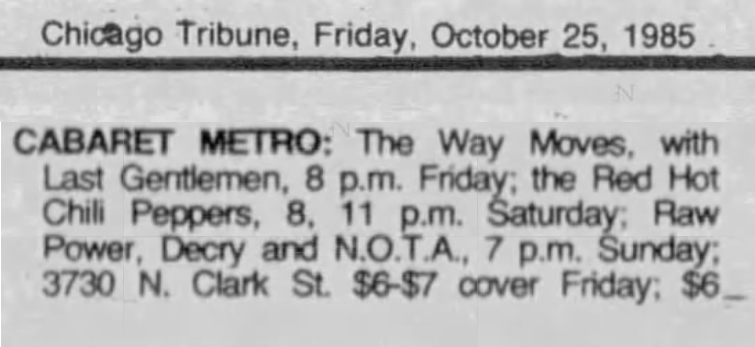 Chicago Tribune, Friday, October 25, 1985
CABARET METRO: The Way Moves, with
Last Gentlemen, 8 p.m. Friday; the Red Hot
Chili Peppers, 8, 11 p.m. Saturday; Raw
Power, Decry and N.O.T.A., 7 p.m. Sunday;
3730 N. Clark St. $6-$7 cover Friday; $6